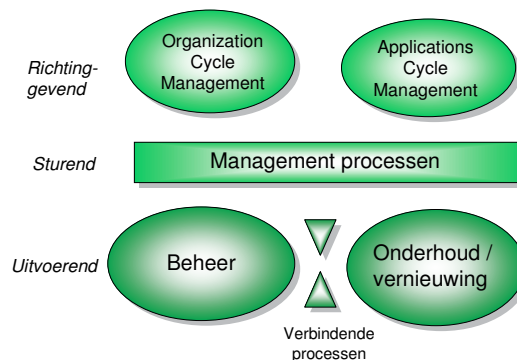 Richting-
gevend
Organization
Cycle
Management
Applications
Cycle
Management
Sturend
Management processen
Uitvoerend
Beheer
Onderhoud /
vernieuwing
Verbindende
processen